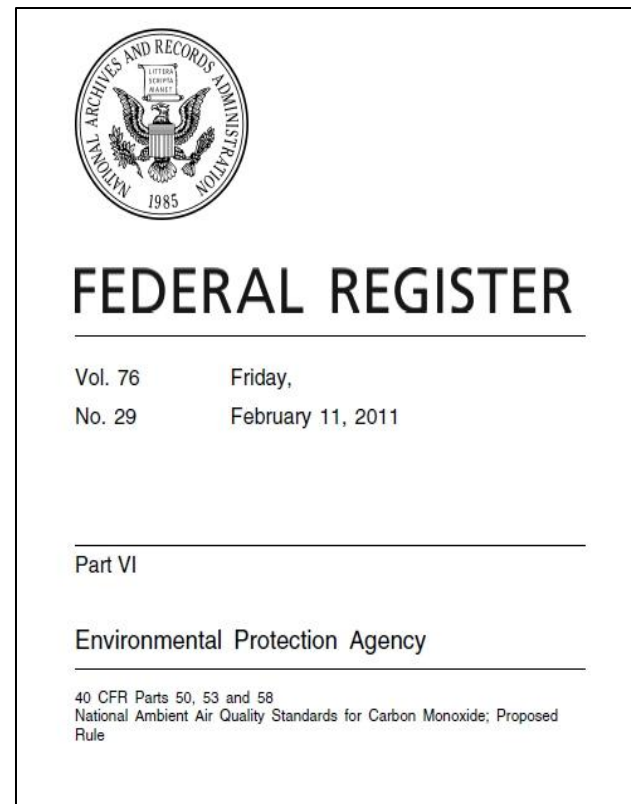 NATIONAL ARCHIVES AND RECORDS ADMINISTRATION
LITTERA
SCRIPTA
MANET
1985
FEDERAL REGISTER
Vol. 76 Friday,
No. 29 February 11, 2011
Part VI
Environmental Protection Agency
40 CFR Parts 50, 53 and 58
National Ambient Air Quality Standards for Carbon Monoxide; Proposed
Rule